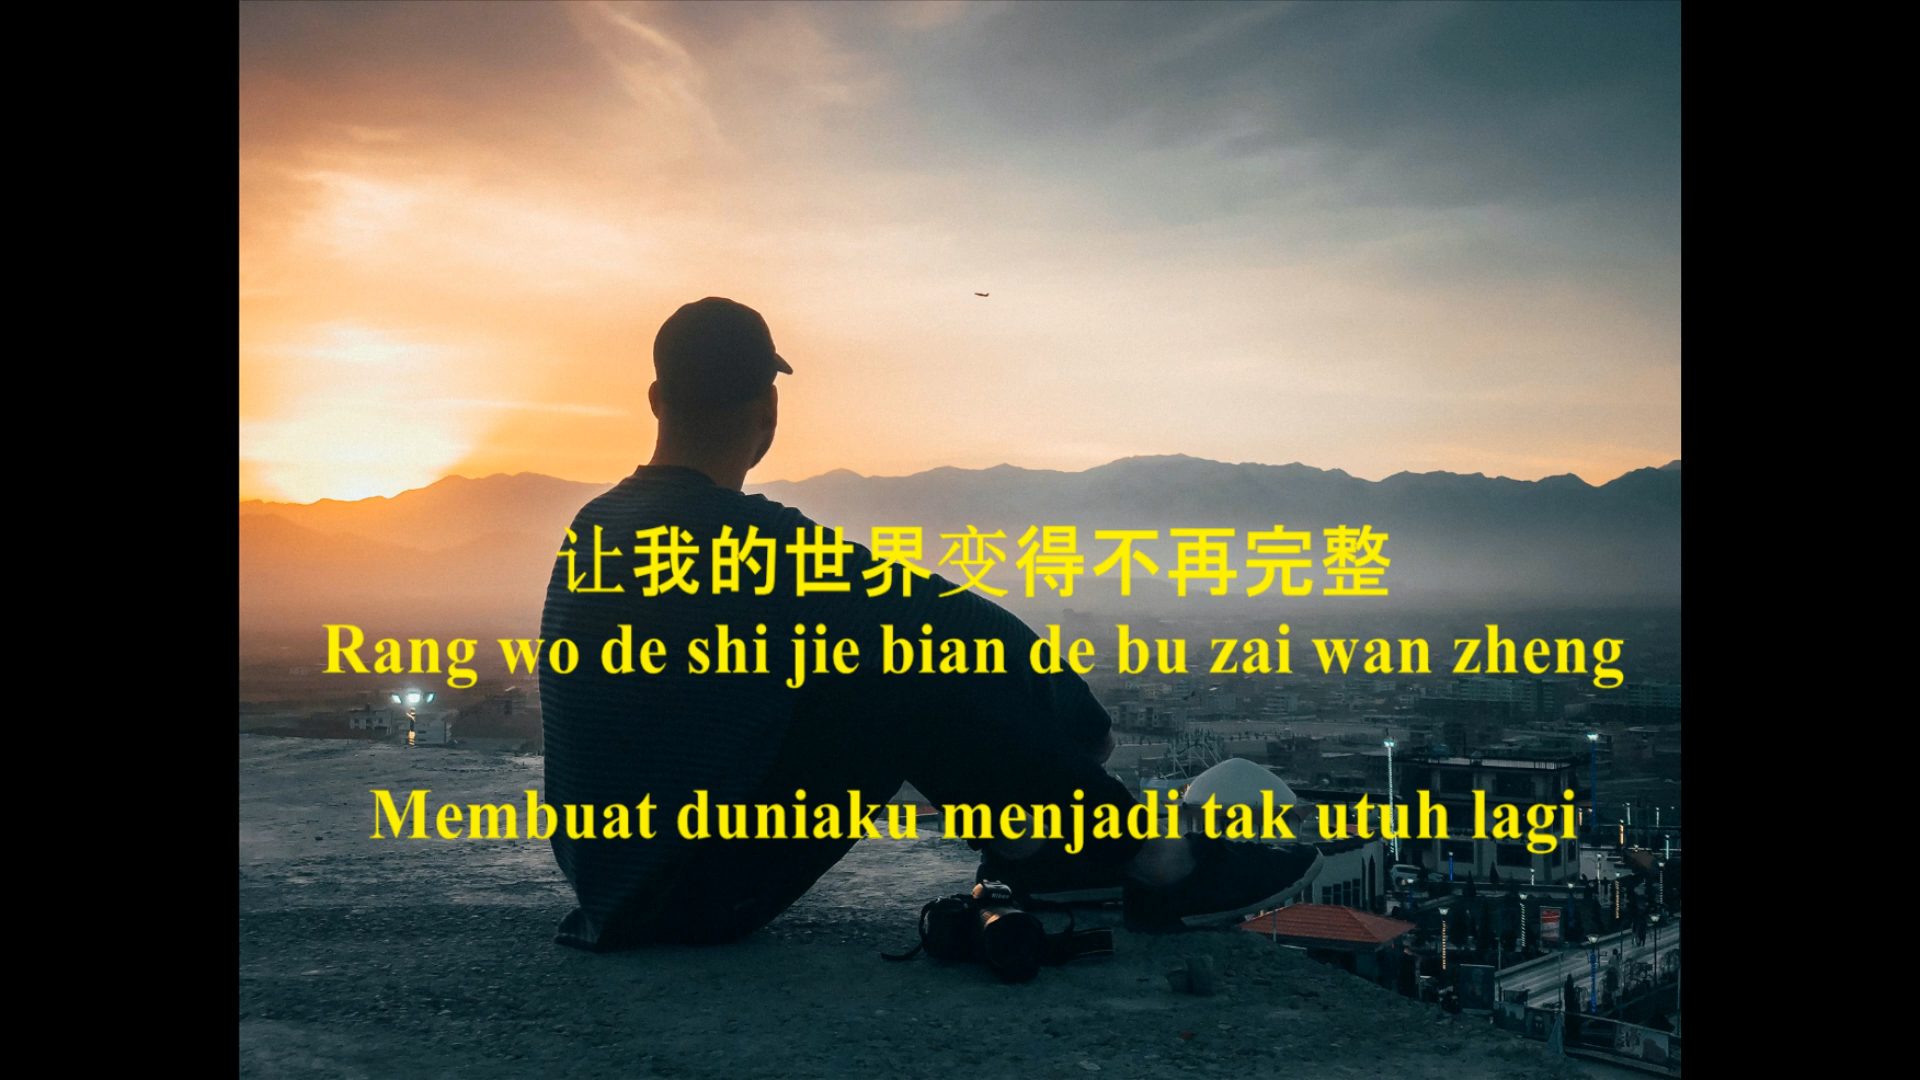 让我的世界变得不再完整
Rang wo de shi jie bian de bu zai wan zheng
Membuat duniaku menjadi tak utuh lagi